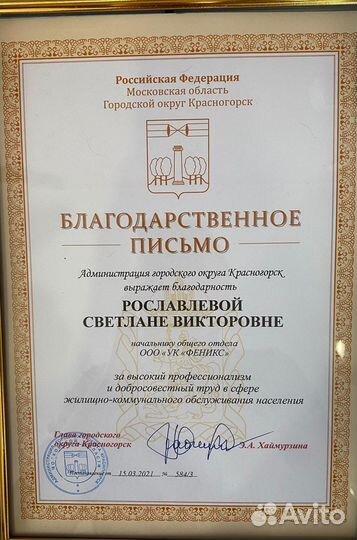 Российская Федерация
Московская область
Городской округ Красногорск
БЛАГОДАРСТВЕННОЕ
ПИСЬМО
Администрация городского округа Красногорск
выражает благодарность
РОСЛАВЛЕВОЙ
СВЕТЛАНЕ ВИКТОРОВНЕ
начальнику общего отдела
ООО «УК «ФЕНИКС»
за высокий профессионализм
и добросовестный труд в сфере
жилищно-коммунального обслуживания населения
Глава городского
округа Красногорск
Э.А. Хаймурзина
15.03.2021 № 584/3
Avito